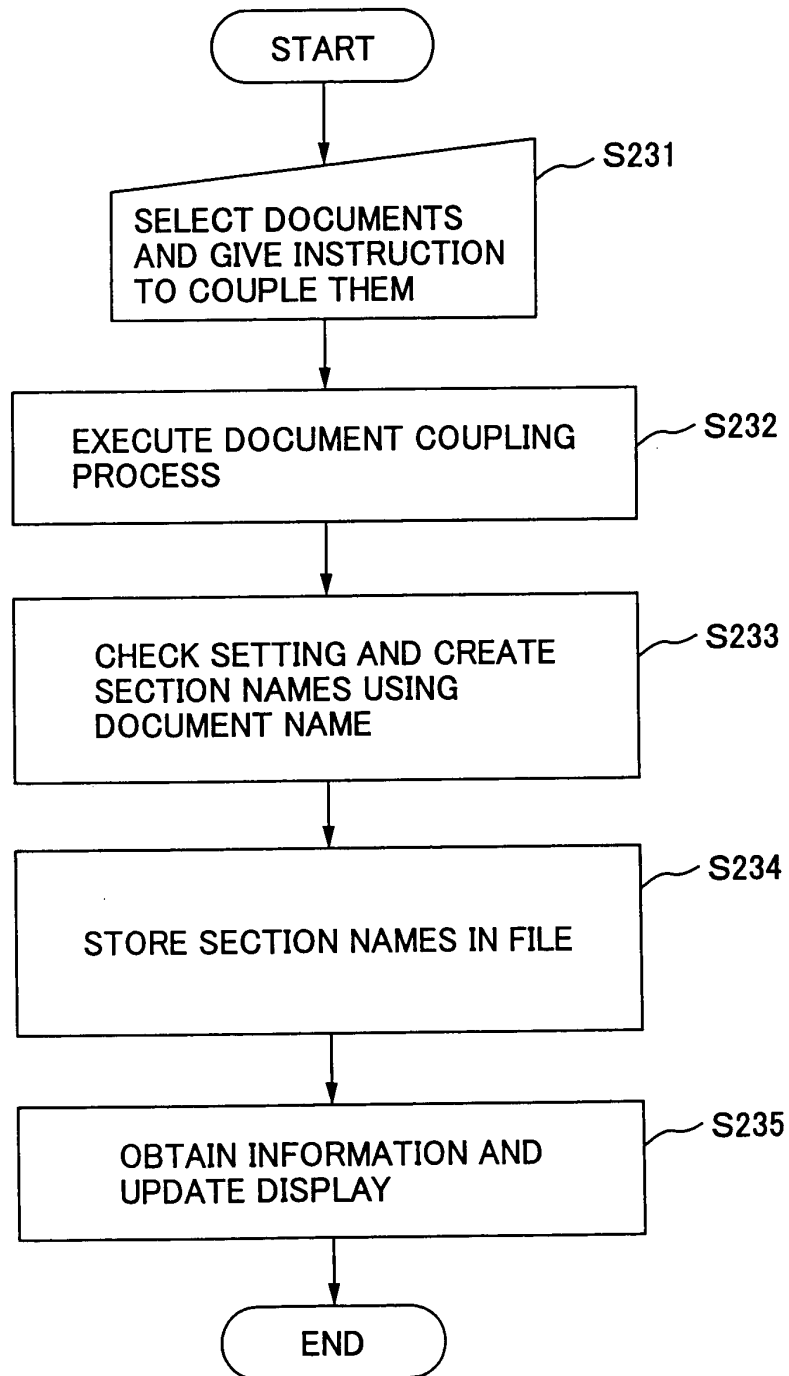 START
S231
SELECT DOCUMENTS
AND GIVE INSTRUCTION
TO COUPLE THEM
S232
EXECUTE DOCUMENT COUPLING
PROCESS
S233
CHECK SETTING AND CREATE
SECTION NAMES USING
DOCUMENT NAME
S234
STORE SECTION NAMES IN FILE
S235
OBTAIN INFORMATION AND
UPDATE DISPLAY
END